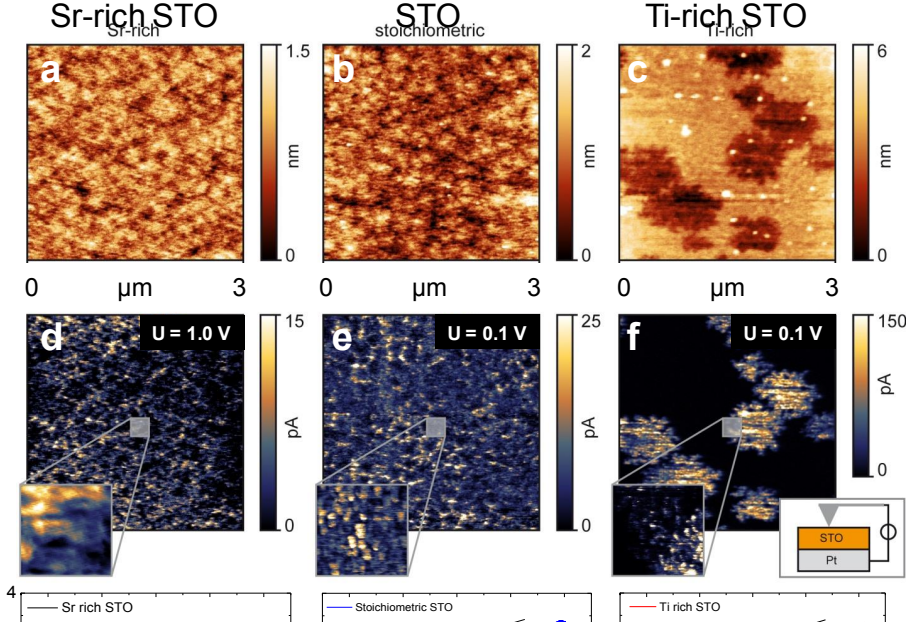 Sr-rich STO STO Ti-rich STO
Sr-rich stoichiometric Ti-rich
a 1.5 b 2 c 6
nm nm nm
0 0 0
0 µm 3 0 µm 3 0 µm 3
d U = 1.0 V 15 e U = 0.1 V 25 f U = 0.1 V 150
pA pA pA
0 0 0
STO
Pt
4 Sr rich STO Stoichiometric STO Ti rich STO